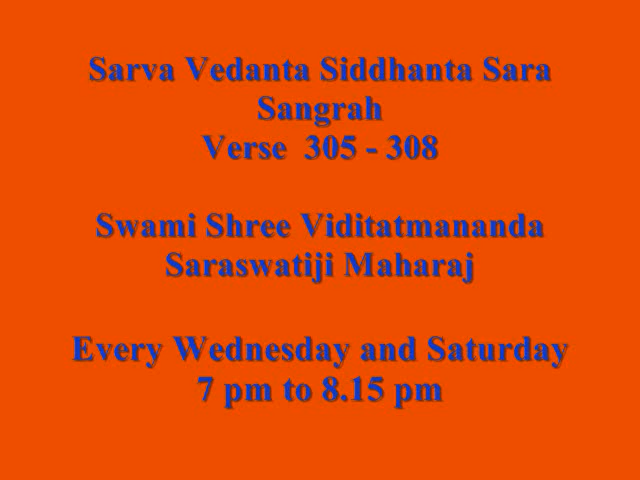 Sarva Vedanta Siddhanta Sara
Sangrah
Verse  305 - 308
Swami Shree Viditatmananda
Saraswatiji Maharaj
Every Wednesday and Saturday
7 pm to 8.15 pm